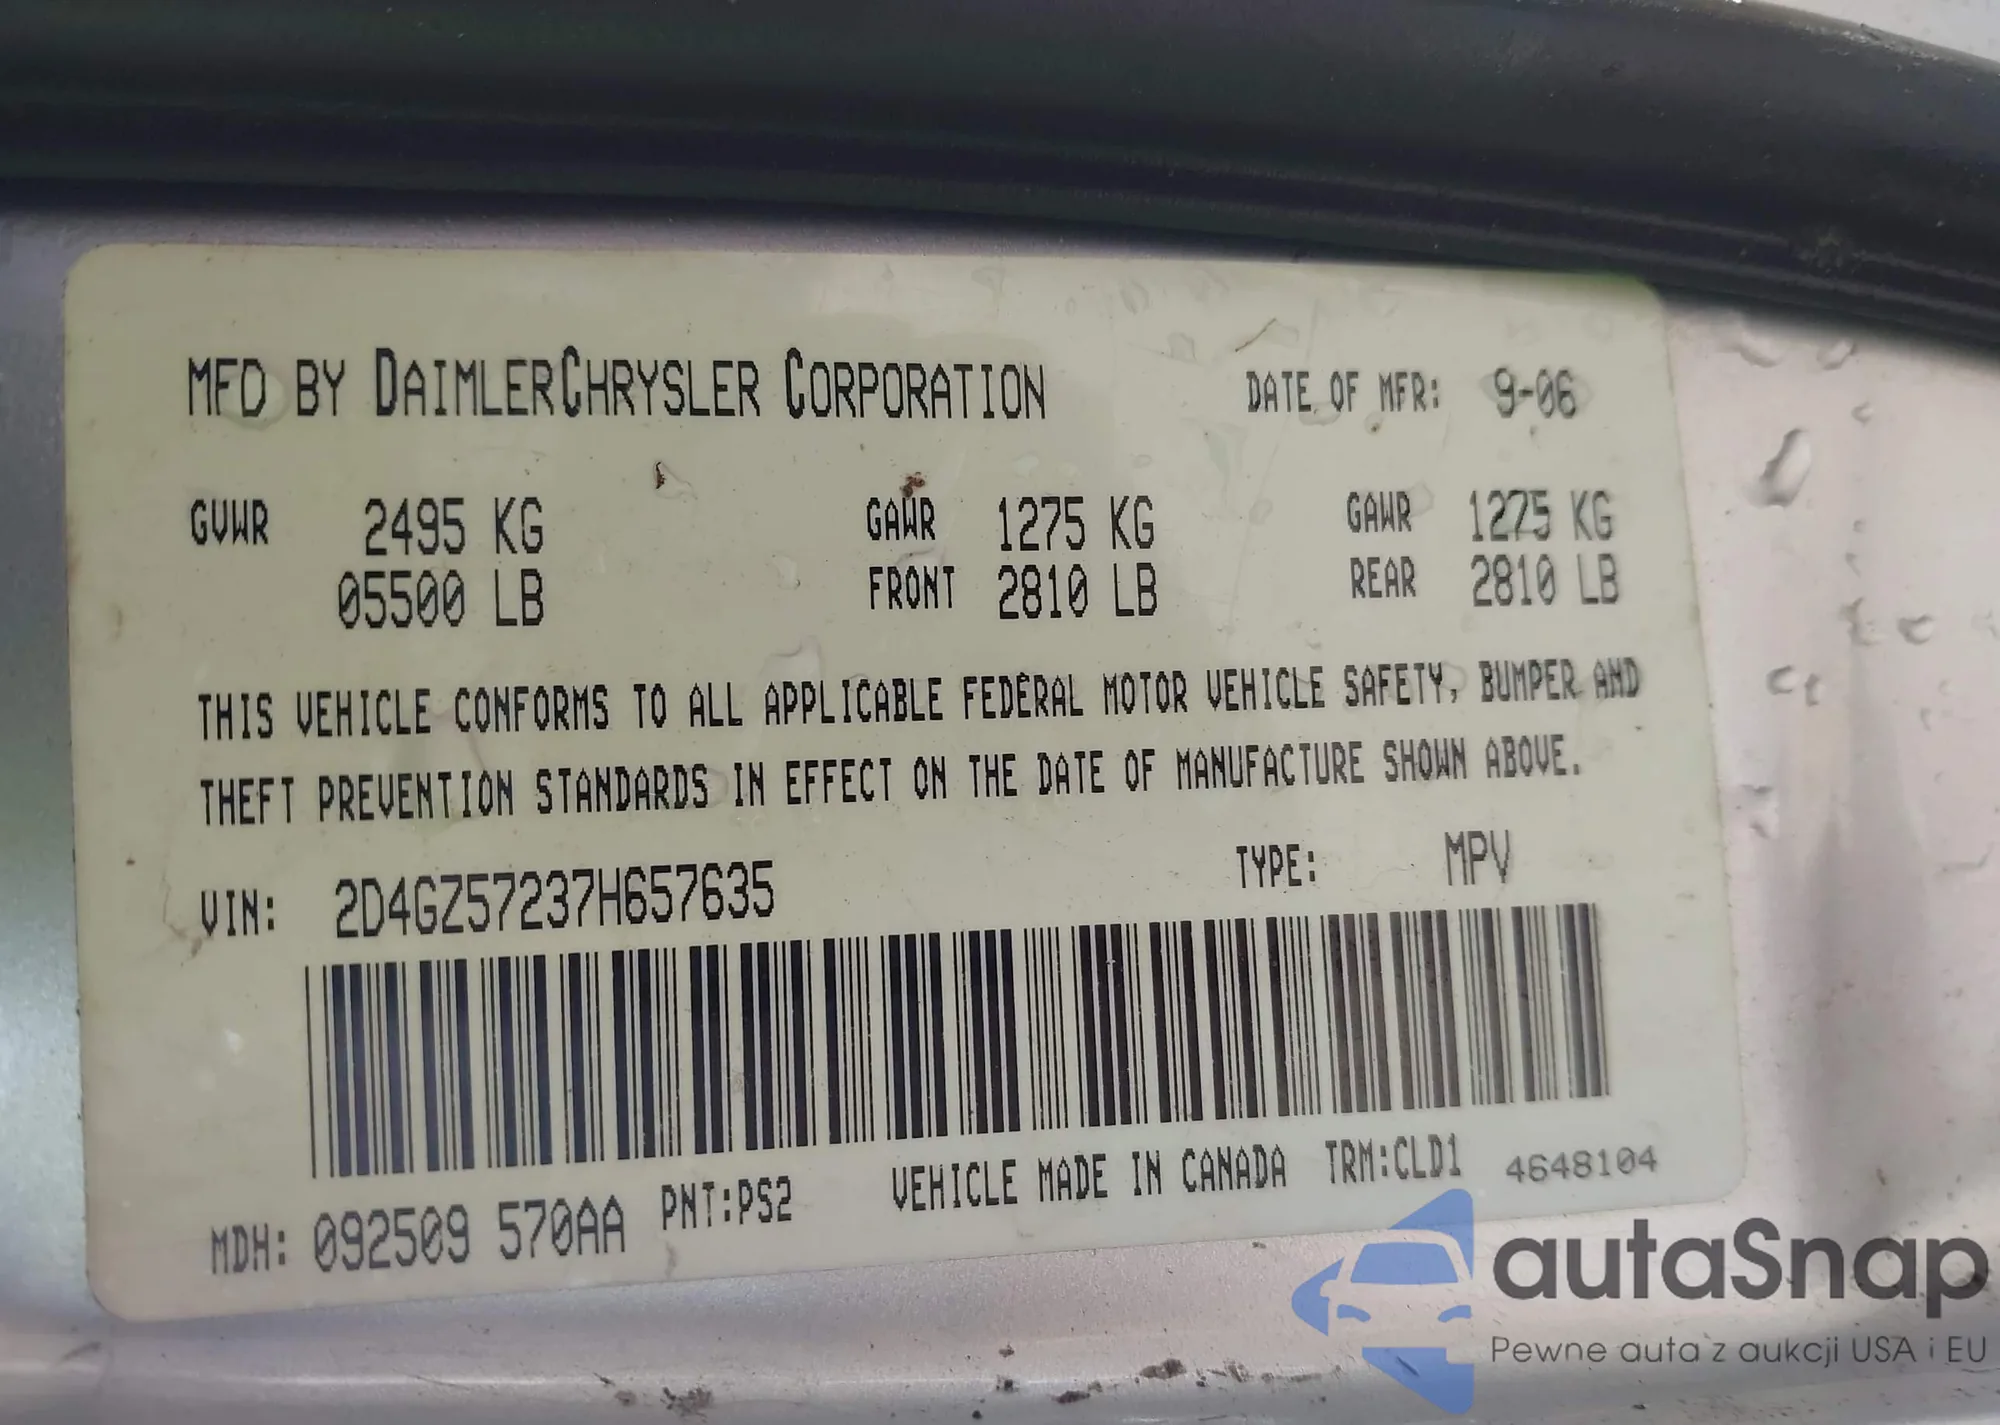 MFD BY DAIMLERCHRYSLER CORPORATION DATE OF MFR: 9-06
GVWR 2495 KG GAWR 1275 KG GAWR 1275 KG
05500 LB FRONT 2810 LB REAR 2810 LB
THIS VEHICLE CONFORMS TO ALL APPLICABLE FEDERAL MOTOR VEHICLE SAFETY, BUMPER AND
THEFT PREVENTION STANDARDS IN EFFECT ON THE DATE OF MANUFACTURE SHOWN ABOVE.
VIN: 2D4GZ57237H657635 TYPE: MPV
MDH: 092509 570AA PNT:PS2 VEHICLE MADE IN CANADA TRM:CLD1 4648104
autaSnap
Pewne auta z aukcji USA i EU